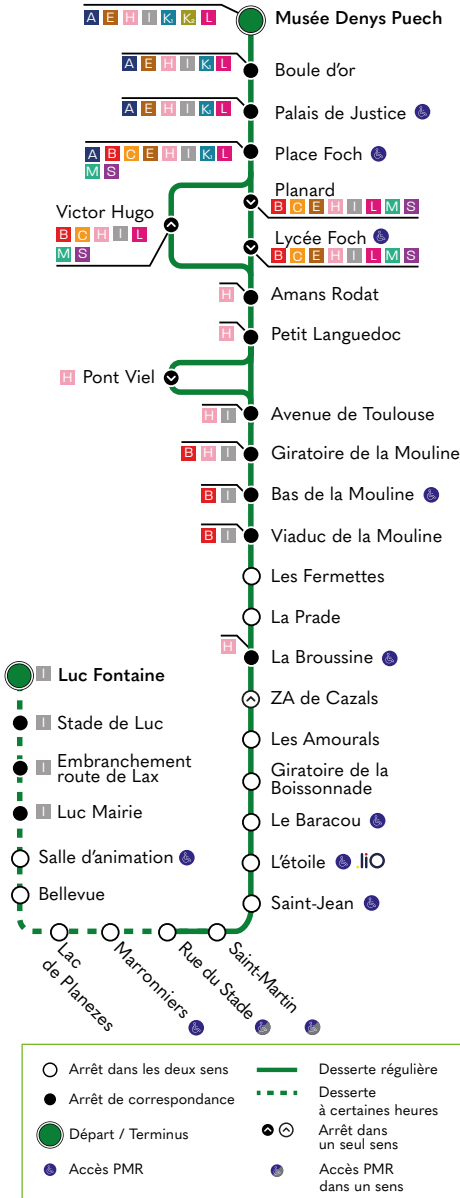 A E H I K K L Musée Denys Puech
A E H I K L Boule d'or
A E H I K L Palais de Justice
A B C E H I K L
M S
Place Foch
Planard
B C E H I L M S
Victor Hugo
B C H I L
M S
Lycée Foch
B C E H I L M S
H Amans Rodat
H Petit Languedoc
H Pont Viel
H I Avenue de Toulouse
B H I Giratoire de la Mouline
B I Bas de la Mouline
B I Viaduc de la Mouline
Les Fermettes
La Prade
H La Broussine
ZA de Cazals
Les Amourals
Giratoire de la
Boissonnade
Le Baracou
L'étoile .liO
Saint-Jean
Saint-Martin
Rue du Stade
Marronniers
Lac
de Planezes
Bellevue
Salle d'animation
I Luc Mairie
I Embranchement
route de Lax
I Stade de Luc
I Luc Fontaine
Arrêt dans les deux sens
Arrêt de correspondance
Départ / Terminus
Accès PMR
Desserte régulière
Desserte
à certaines heures
Arrêt dans
un seul sens
Accès PMR
dans un sens